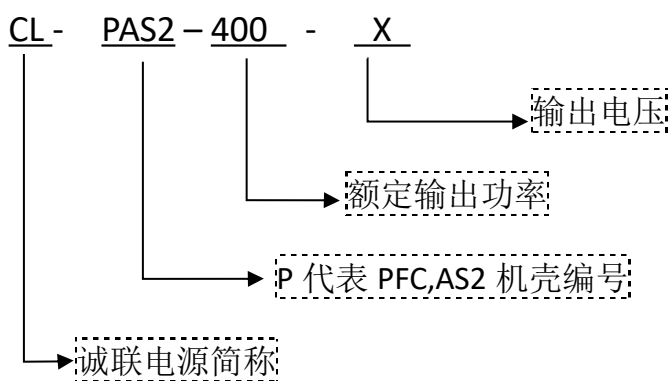 CL - PAS2 – 400 - X
输出电压
额定输出功率
P 代表 PFC,AS2 机壳编号
诚联电源简称